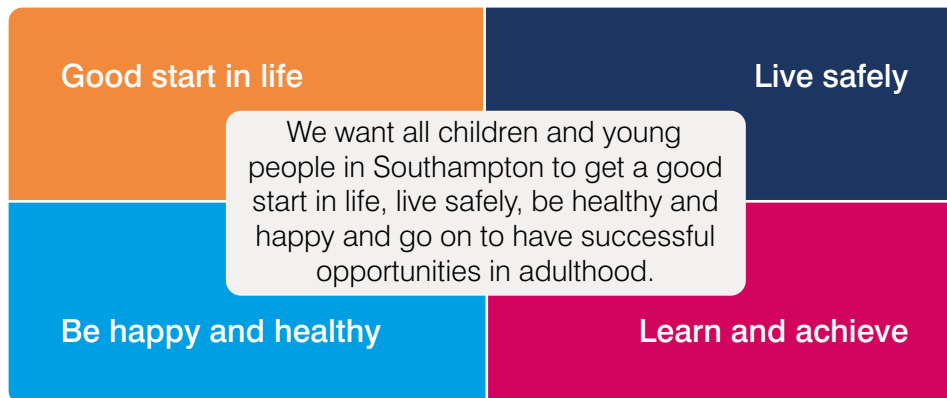 Good start in life
Live safely
We want all children and young
people in Southampton to get a good
start in life, live safely, be healthy and
happy and go on to have successful
opportunities in adulthood.
Be happy and healthy
Learn and achieve